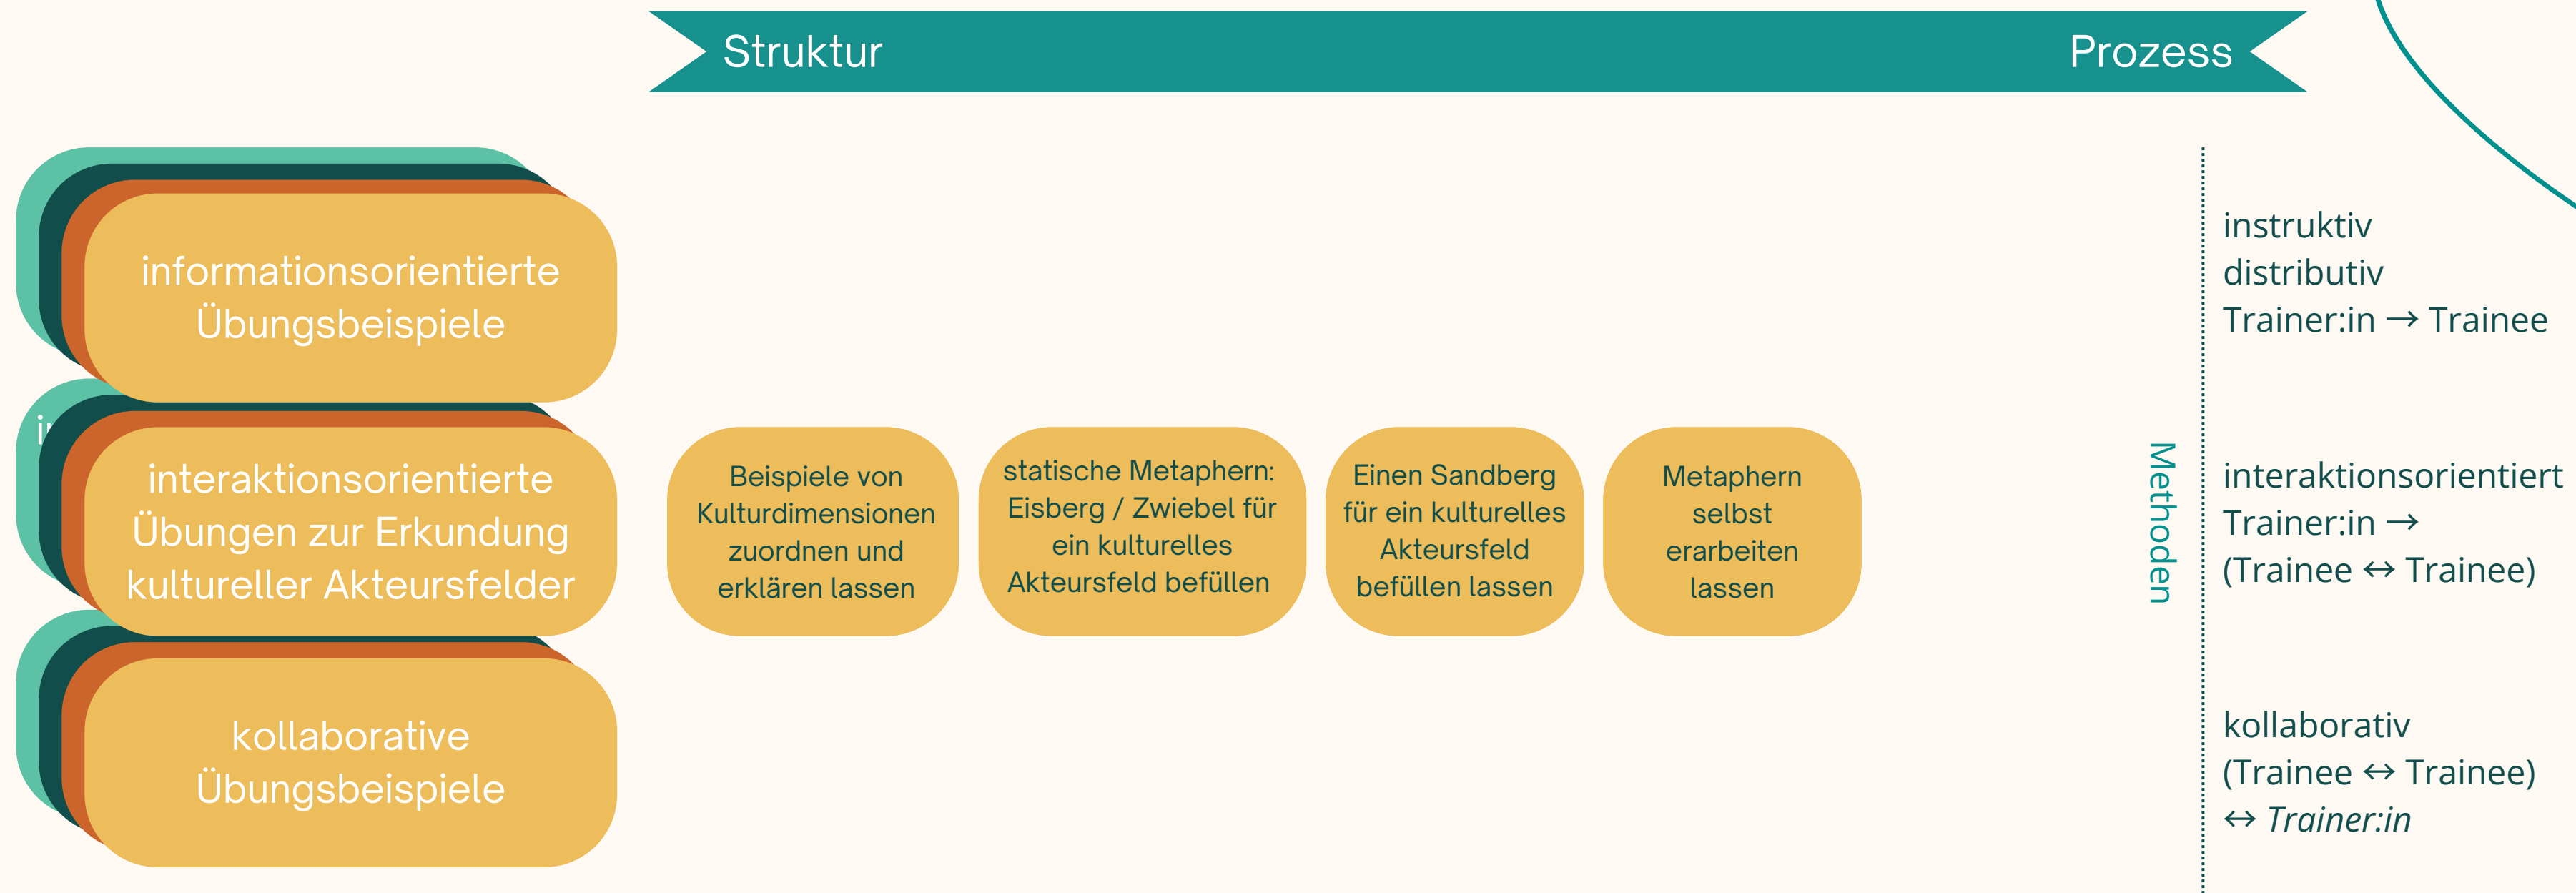 Struktur
Prozess
informationsorientierte
Übungsbeispiele
instruktiv
distributiv
Trainer:in → Trainee
interaktionsorientierte
Übungen zur Erkundung
kultureller Akteursfelder
Beispiele von
Kulturdimensionen
zuordnen und
erklären lassen
statische Metaphern:
Eisberg / Zwiebel für
ein kulturelles
Akteursfeld befüllen
Einen Sandberg
für ein kulturelles
Akteursfeld
befüllen lassen
Metaphern
selbst
erarbeiten
lassen
Methoden
interaktionsorientiert
Trainer:in →
(Trainee ↔ Trainee)
kollaborative
Übungsbeispiele
kollaborativ
(Trainee ↔ Trainee)
↔ Trainer:in